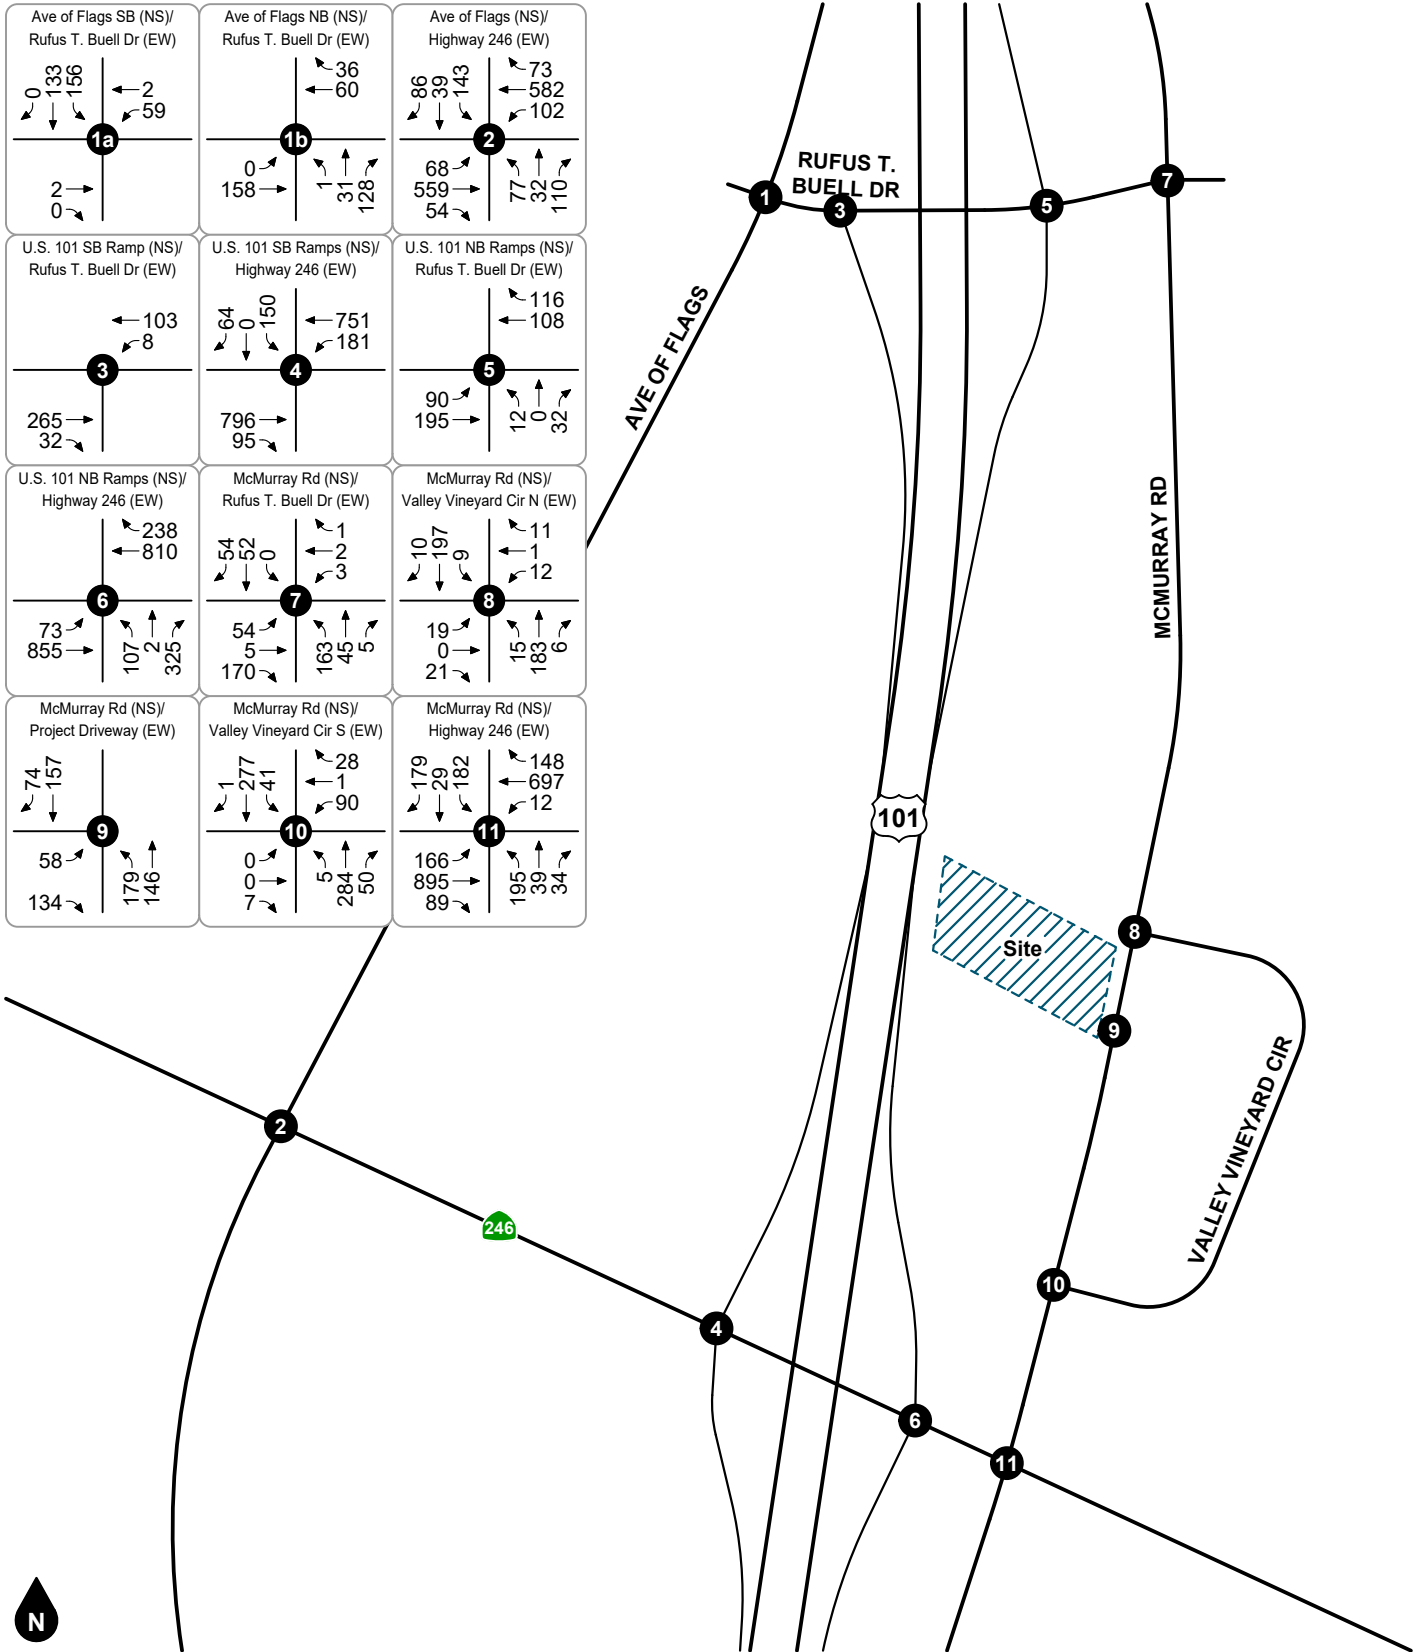 Ave of Flags SB (NS)/
Rufus T. Buell Dr (EW)
0 133 156
2
59
1a
2
0
Ave of Flags NB (NS)/
Rufus T. Buell Dr (EW)
36
60
1b
0
158
1 31 128
Ave of Flags (NS)/
Highway 246 (EW)
86 39 143
73
582
102
2
68
559
54
77 32 110
U.S. 101 SB Ramp (NS)/
Rufus T. Buell Dr (EW)
103
8
3
265
32
U.S. 101 SB Ramps (NS)/
Highway 246 (EW)
64 0 150
751
181
4
796
95
U.S. 101 NB Ramps (NS)/
Rufus T. Buell Dr (EW)
116
108
5
90
195
12 0 32
U.S. 101 NB Ramps (NS)/
Highway 246 (EW)
238
810
6
73
855
107 2 325
McMurray Rd (NS)/
Rufus T. Buell Dr (EW)
54 52 0
1
2
3
7
54
5
170
163 45 5
McMurray Rd (NS)/
Valley Vineyard Cir N (EW)
10 197 9
11
1
12
8
19
0
21
15 183 6
McMurray Rd (NS)/
Project Driveway (EW)
74 157
9
58
134
179 146
McMurray Rd (NS)/
Valley Vineyard Cir S (EW)
1 277 41
28
1
90
10
0
0
7
5 284 50
McMurray Rd (NS)/
Highway 246 (EW)
179 29 182
148
697
12
11
166
895
89
195 39 34
RUFUS T.
BUELL DR
1
3
5
7
AVE OF FLAGS
MCMURRAY RD
101
Site
8
9
VALLEY VINEYARD CIR
2
246
10
4
6
11
N